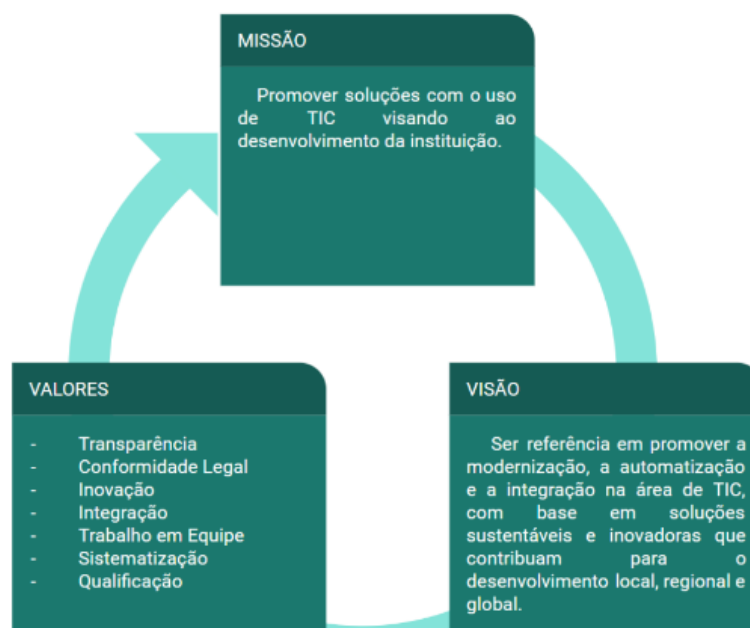 MISSÃO
Promover soluções com o uso
de TIC visando ao
desenvolvimento da instituição.
VALORES
- Transparência
- Conformidade Legal
- Inovação
- Integração
- Trabalho em Equipe
- Sistematização
- Qualificação
VISÃO
Ser referência em promover a
modernização, a automatização
e a integração na área de TIC,
com base em soluções
sustentáveis e inovadoras que
contribuam para o
desenvolvimento local, regional e
global.